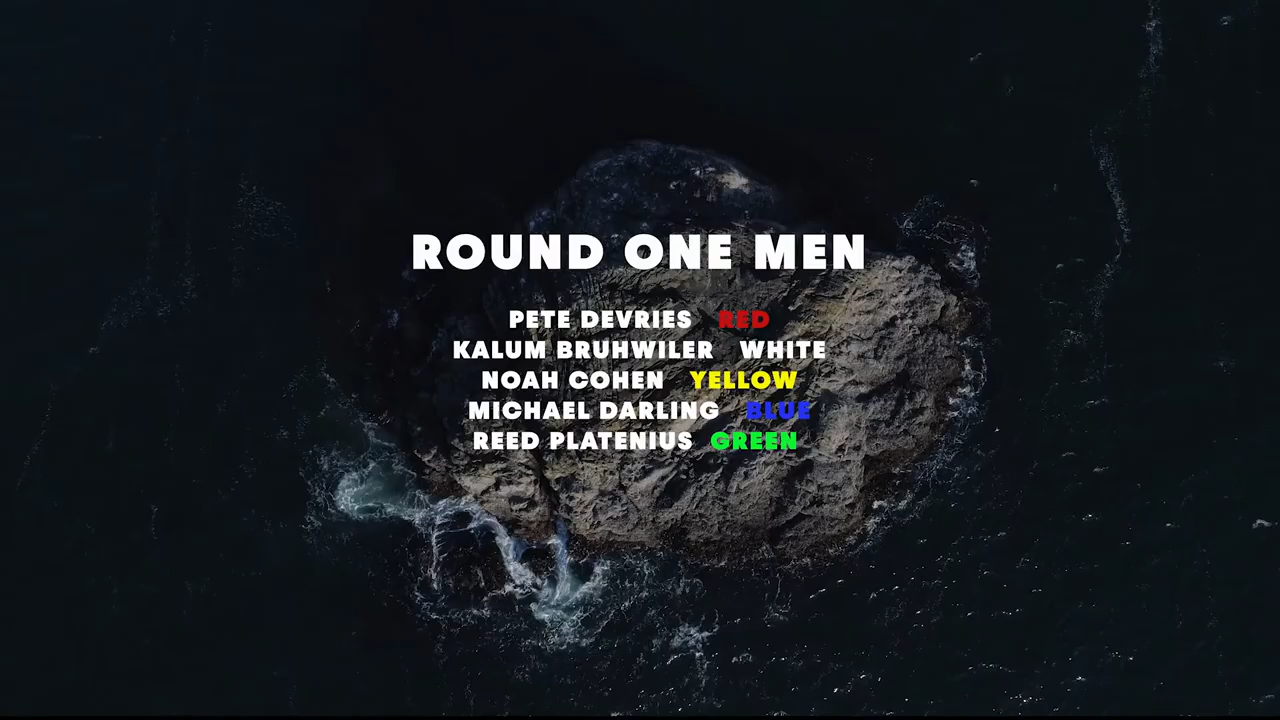 ROUND ONE MEN
PETE DEVRIES RED
KALUM BRUHWILER WHITE
NOAH COHEN YELLOW
MICHAEL DARLING BLUE
REED PLATENIUS GREEN